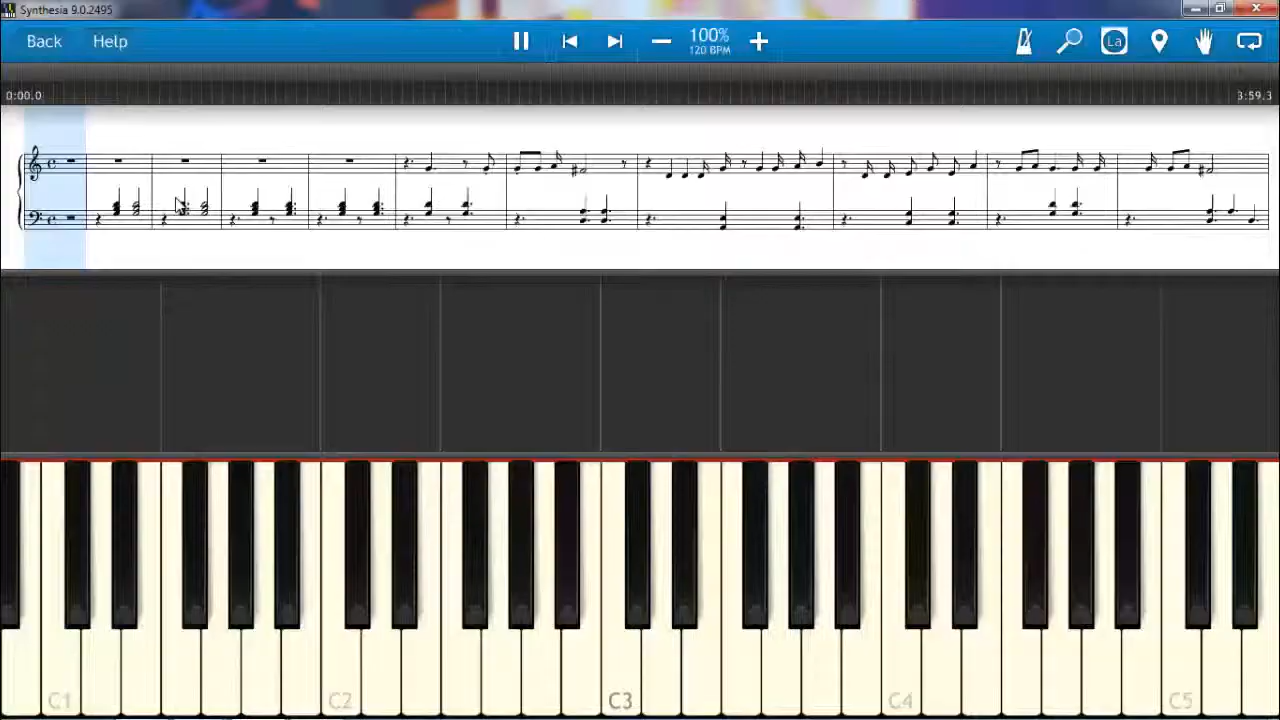 Synthesia 9.0.2495
Back Help
100%
120 BPM
La
0:00.0
3:59.3
C1 C2 C3 C4 C5